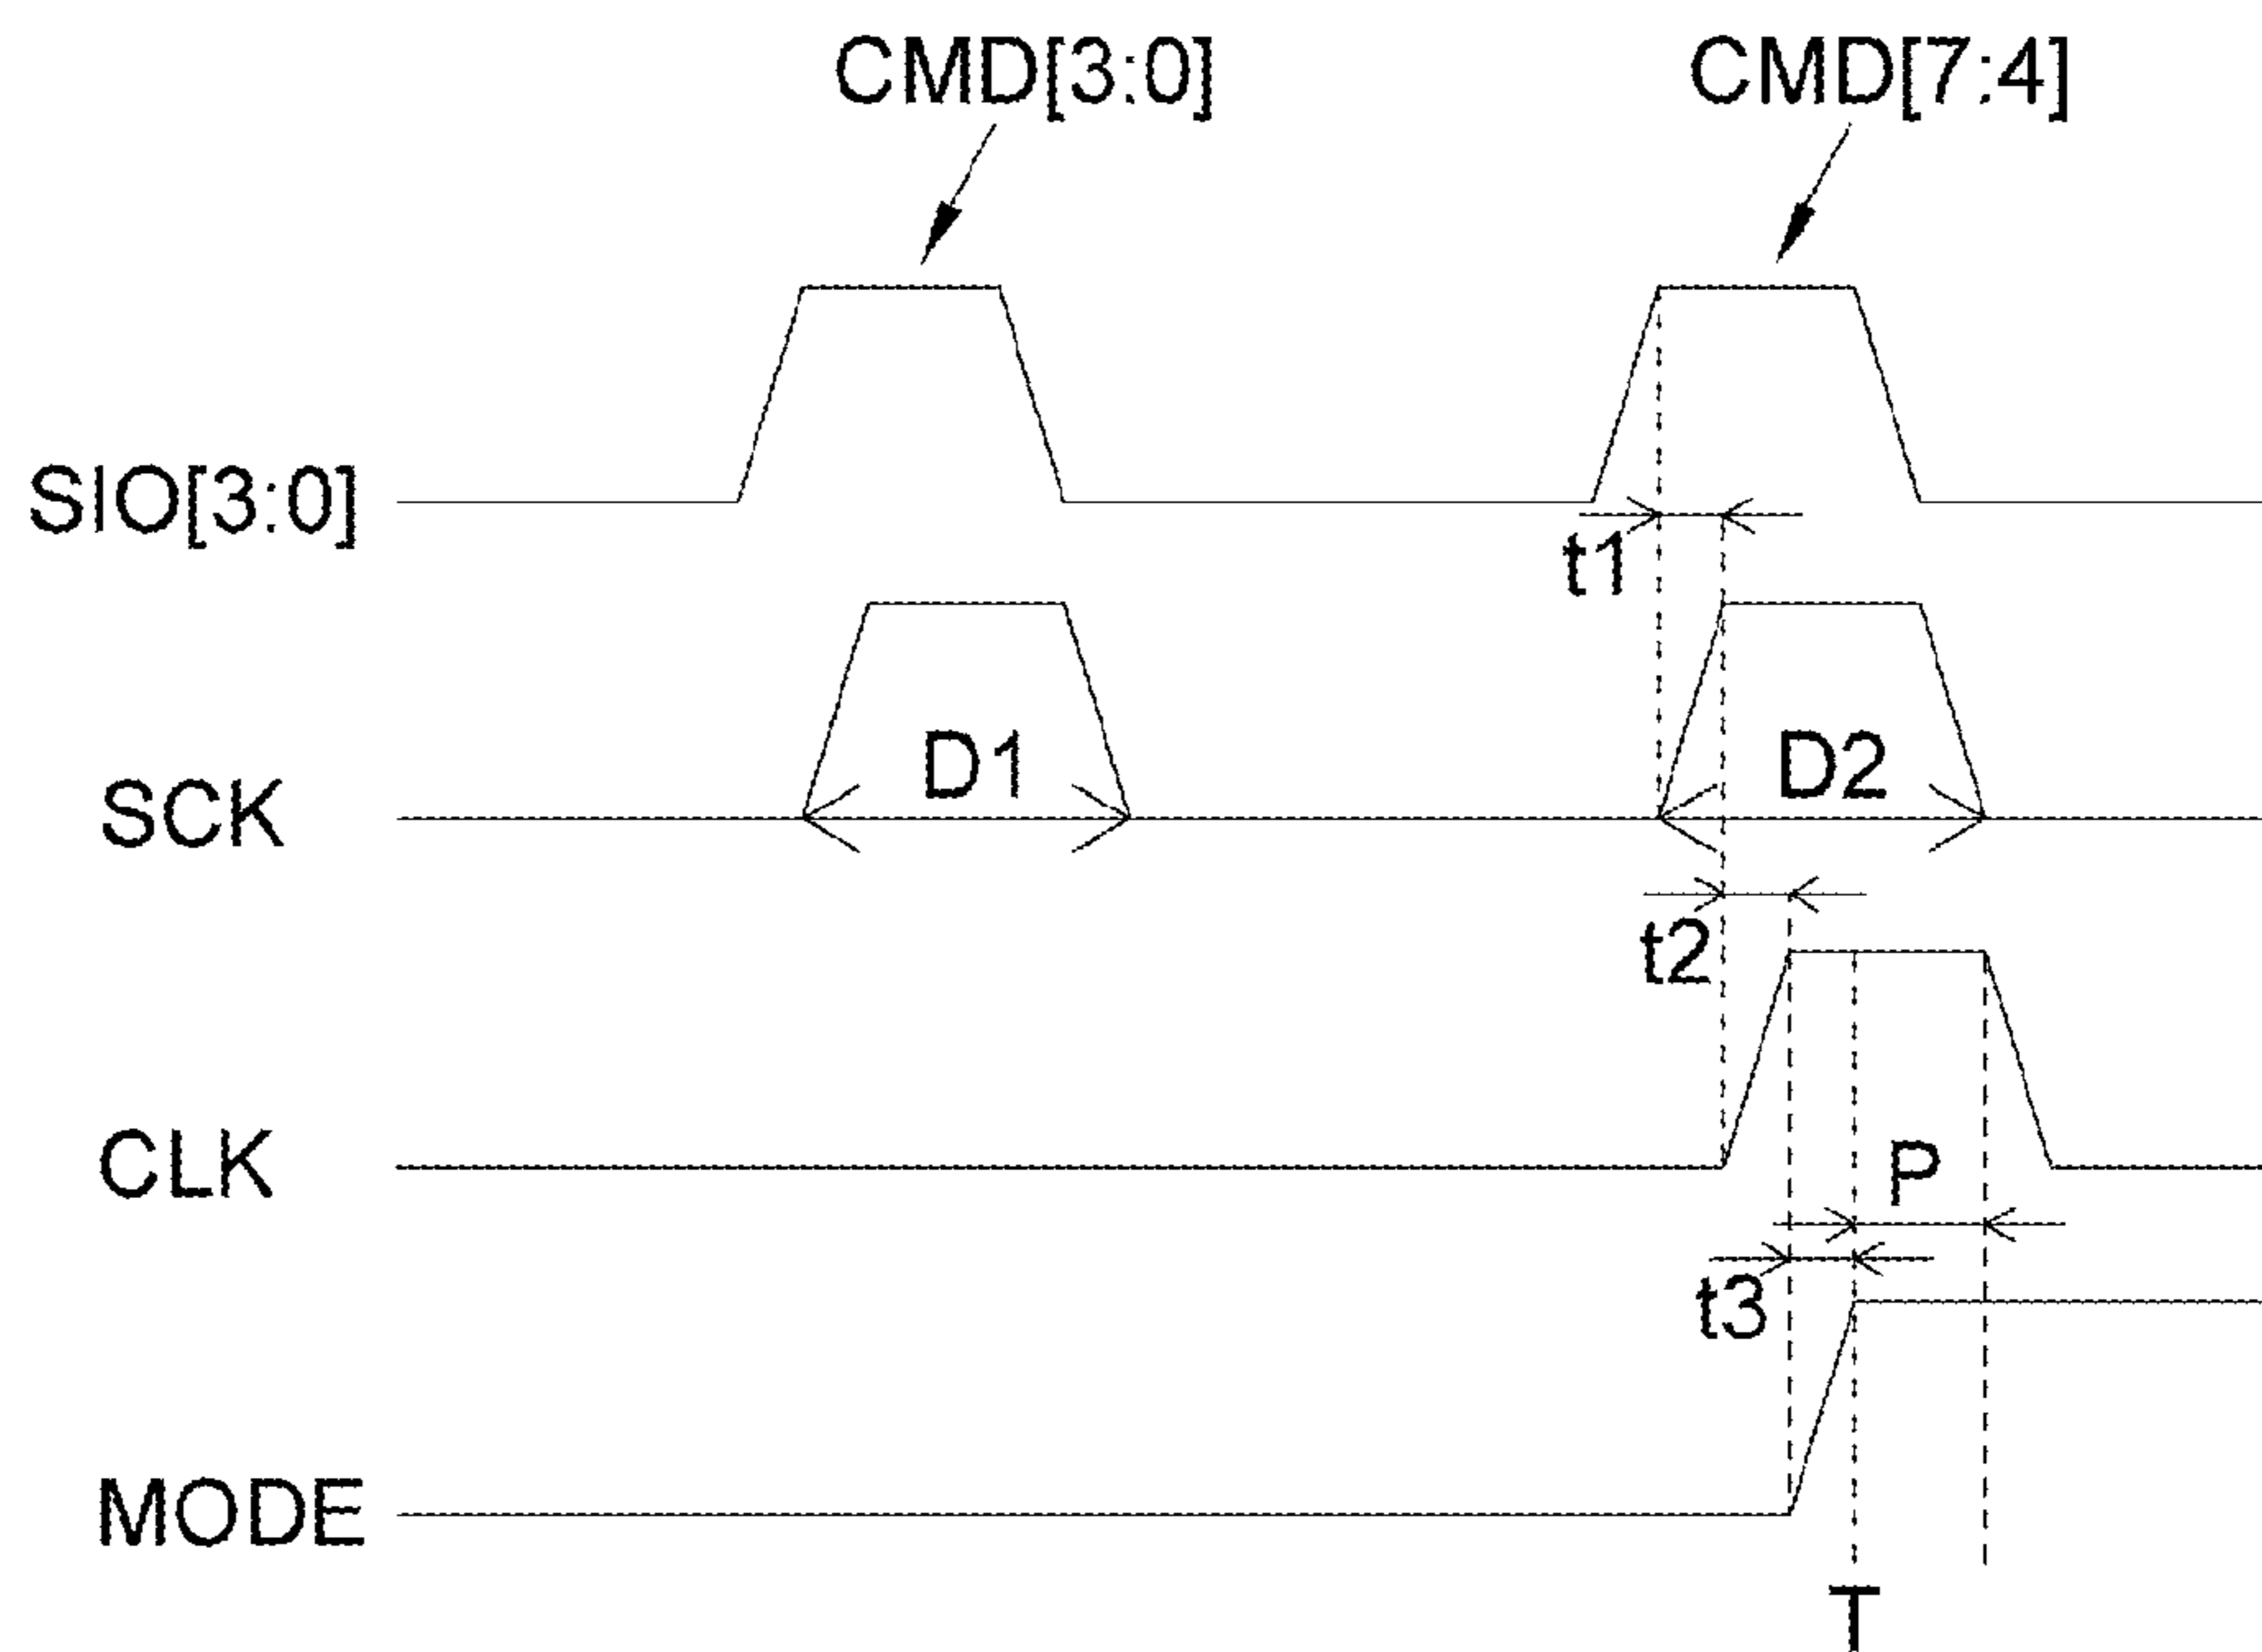 CMD[3:0] CMD[7:4]
SIO[3:0]
t1
D1 D2
SCK
t2
CLK
P
t3
MODE
T